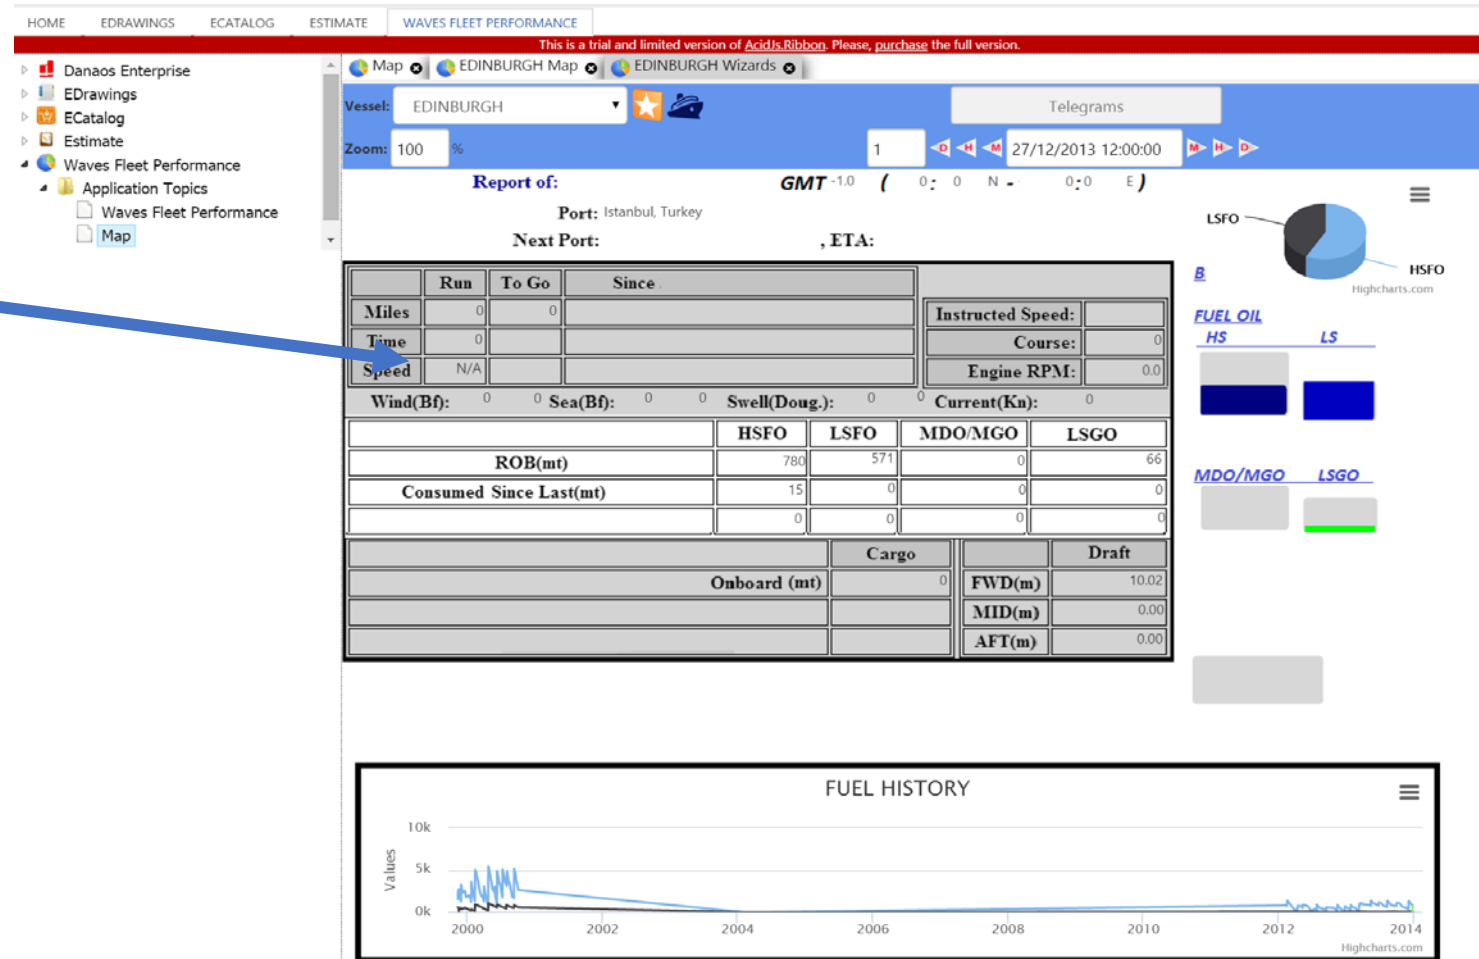 HOME EDRAWINGS ECATALOG ESTIMATE WAVES FLEET PERFORMANCE
This is a trial and limited version of AcidJs.Ribbon. Please, purchase the full version.
Danaos Enterprise
EDrawings
ECatalog
Estimate
Waves Fleet Performance
Application Topics
Waves Fleet Performance
Map
Map EDINBURGH Map EDINBURGH Wizards
Vessel: EDINBURGH Telegrams
Zoom: 100 % 1 D H M 27/12/2013 12:00:00 M H D
Report of: GMT -1.0 ( 0 : 0 N - 0 : 0 E )
Port: Istanbul, Turkey
Next Port: , ETA:
Run To Go Since
Miles 0 0
Time 0
Speed N/A
Instructed Speed:
Course: 0
Engine RPM: 0.0
Wind(Bf): 0 0 Sea(Bf): 0 0 Swell(Doug.): 0 0 Current(Kn): 0
HSFO LSFO MDO/MGO LSGO
ROB(mt) 780 571 0 66
Consumed Since Last(mt) 15 0 0 0
0 0 0 0
Cargo Draft
Onboard (mt) 0 FWD(m) 10.02
MID(m) 0.00
AFT(m) 0.00
LSFO
HSFO
Highcharts.com
B
FUEL OIL
HS LS
MDO/MGO LSGO
FUEL HISTORY
Values
10k
5k
0k
2000 2002 2004 2006 2008 2010 2012 2014
Highcharts.com